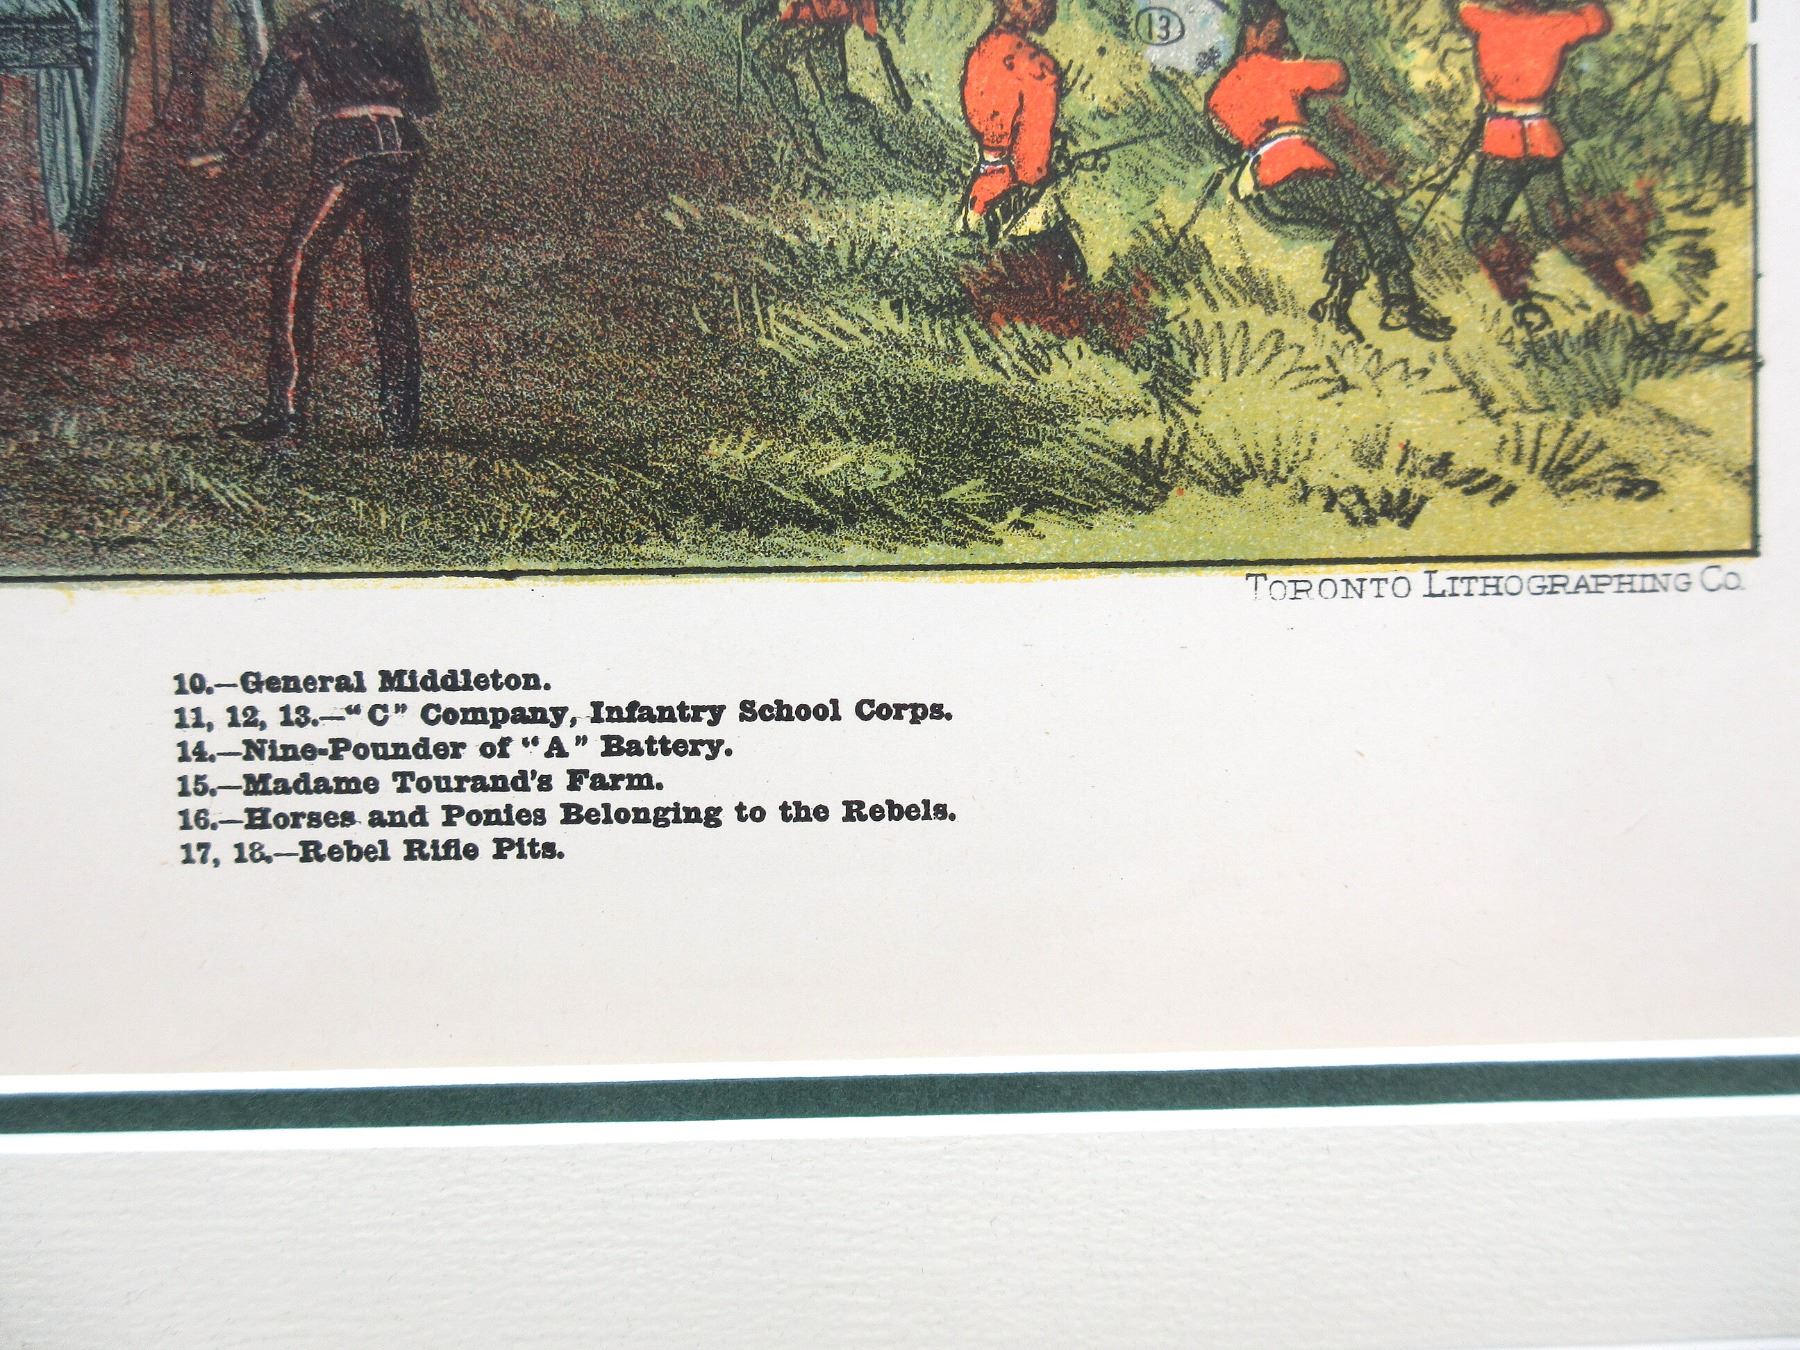 13
TORONTO LITHOGRAPHING CO.
10.—General Middleton.
11, 12, 13.—“C” Company, Infantry School Corps.
14.—Nine-Pounder of “A” Battery.
15.—Madame Tourand's Farm.
16.—Horses and Ponies Belonging to the Rebels.
17, 18.—Rebel Rifle Pits.